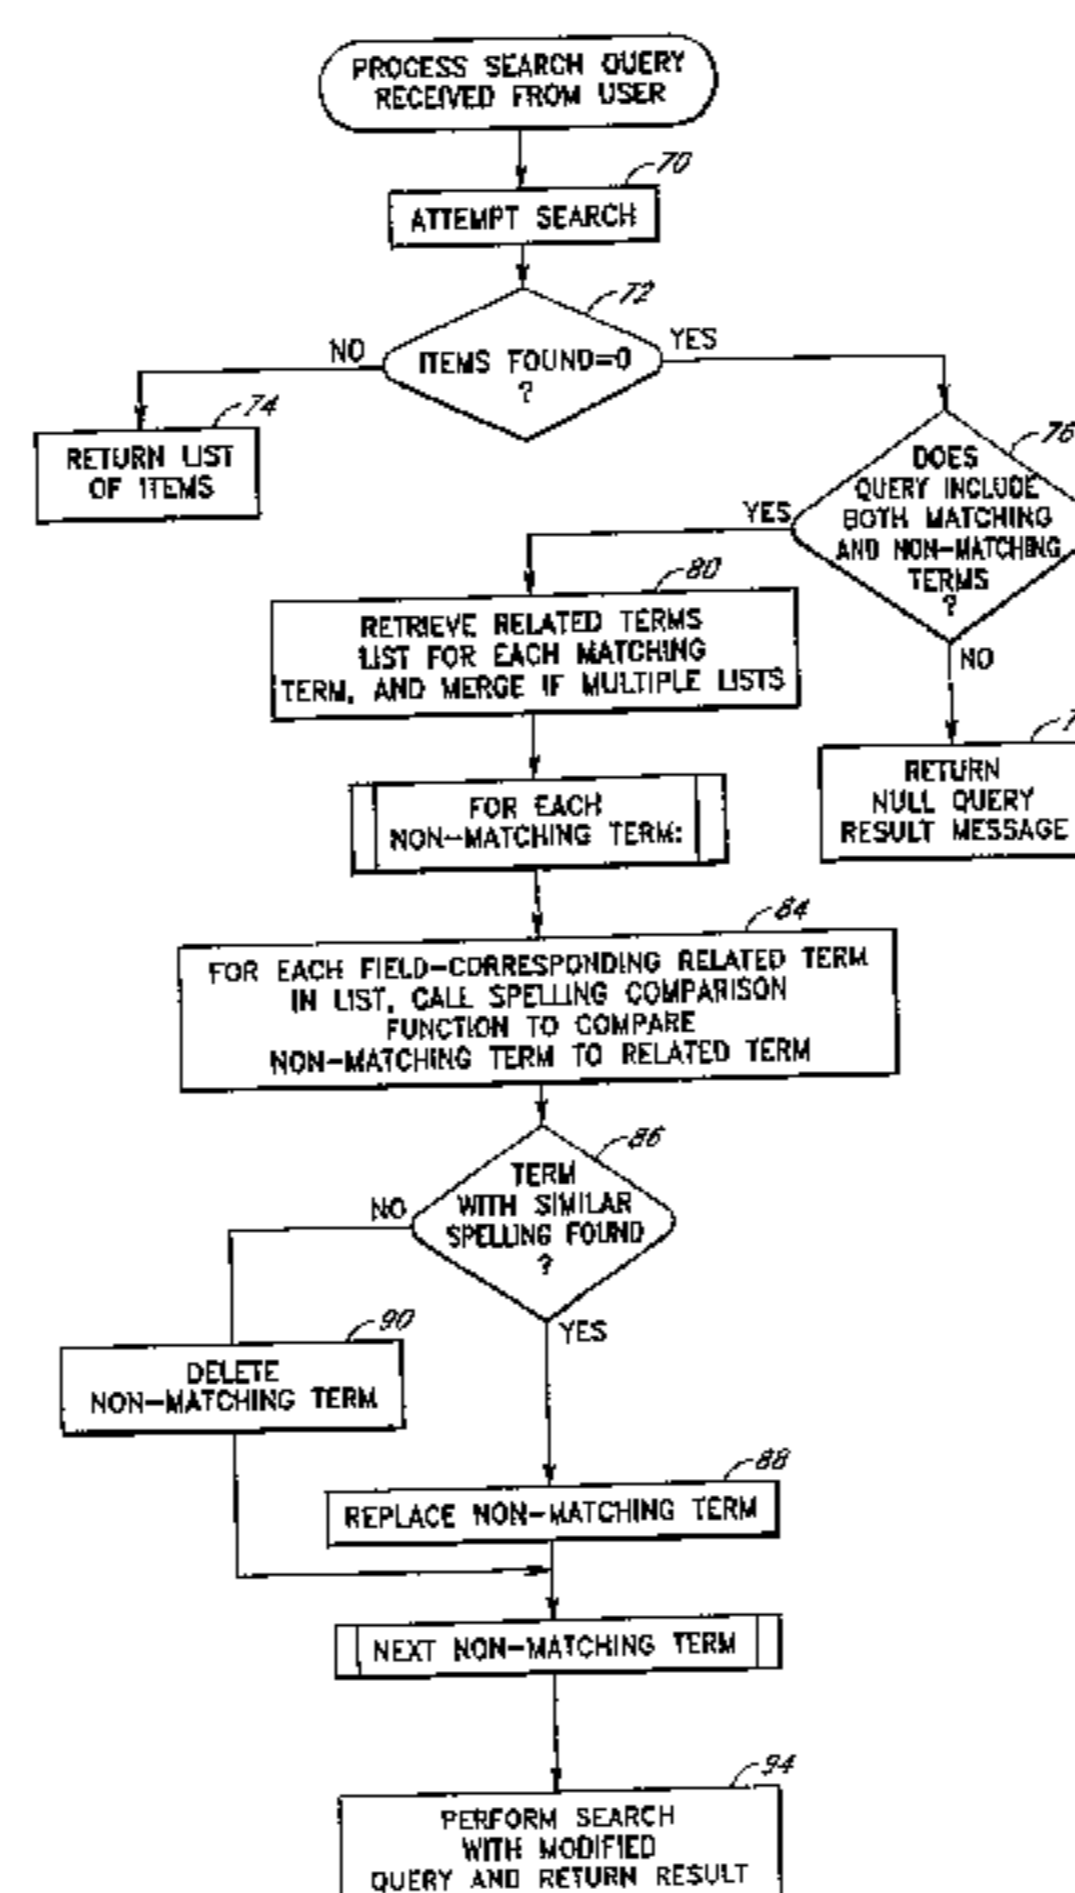 PROCESS SEARCH QUERY
RECEIVED FROM USER
70
ATTEMPT SEARCH
72
NO
ITEMS FOUND=0
?
YES
74
RETURN LIST
OF ITEMS
76
DOES
QUERY INCLUDE
BOTH MATCHING
AND NON-MATCHING
TERMS
?
YES
NO
80
RETRIEVE RELATED TERMS
LIST FOR EACH MATCHING
TERM, AND MERGE IF MULTIPLE LISTS
RETURN
NULL QUERY
RESULT MESSAGE
FOR EACH
NON-MATCHING TERM:
84
FOR EACH FIELD-CORRESPONDING RELATED TERM
IN LIST, CALL SPELLING COMPARISON
FUNCTION TO COMPARE
NON-MATCHING TERM TO RELATED TERM
86
TERM
WITH SIMILAR
SPELLING FOUND
?
NO
YES
90
DELETE
NON-MATCHING TERM
88
REPLACE NON-MATCHING TERM
NEXT NON-MATCHING TERM
94
PERFORM SEARCH
WITH MODIFIED
QUERY AND RETURN RESULT